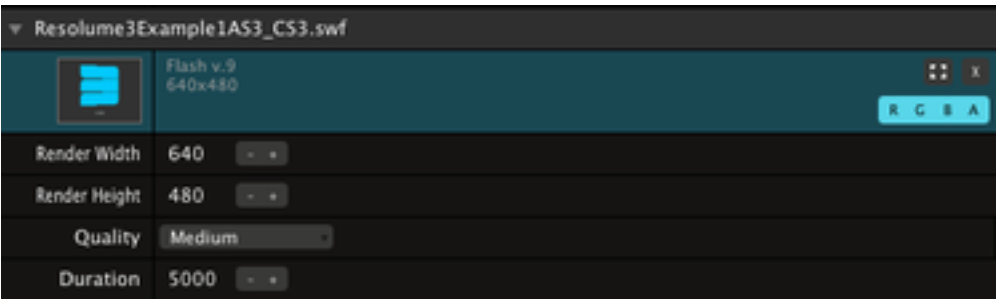 Resolume3Example1AS3_CS3.swf
Flash v.9
640x480
X
R G B A
Render Width 640 - +
Render Height 480 - +
Quality Medium
Duration 5000 - +